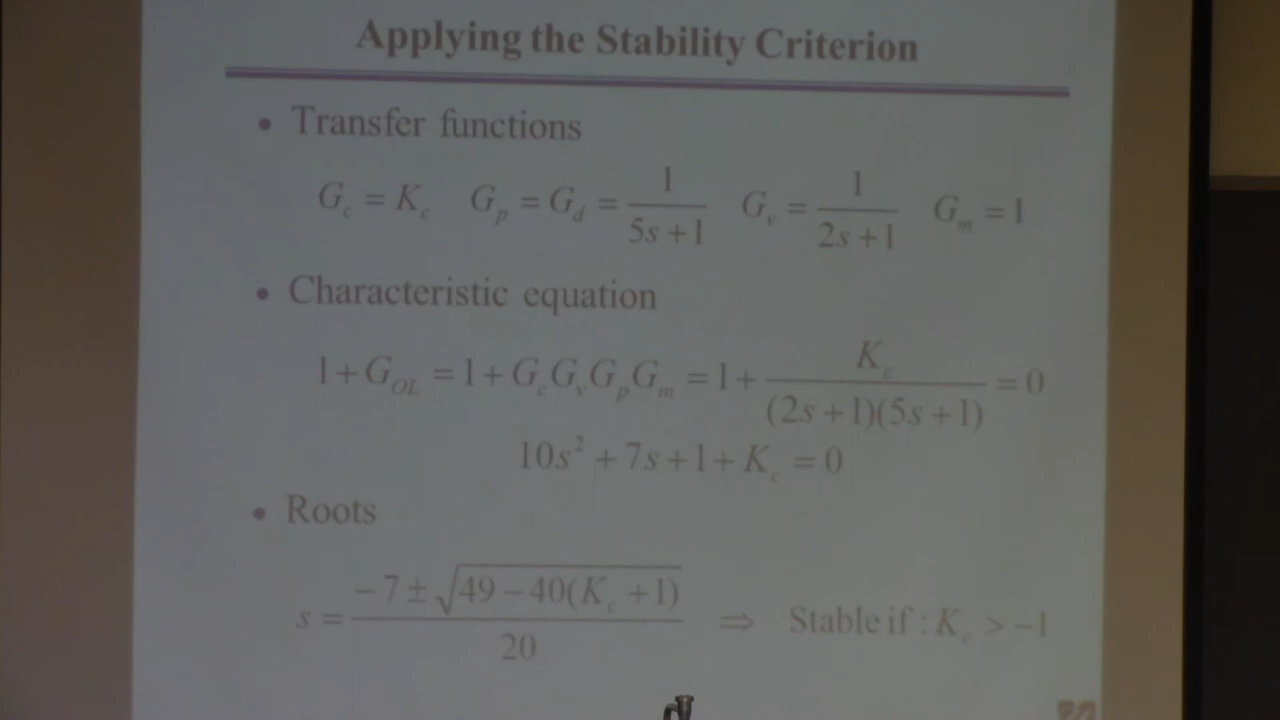 Applying the Stability Criterion
• Transfer functions
G_c = K_c   G_p = G_d = 1/(5s+1)   G_v = 1/(2s+1)   G_m = 1
• Characteristic equation
1+G_OL = 1+G_c G_v G_p G_m = 1+ K_c/((2s+1)(5s+1)) = 0
10s² + 7s + 1 + K_c = 0
• Roots
s = (−7 ± √(49−40(K_c +1)))/20   ⇒   Stable if : K_c > −1